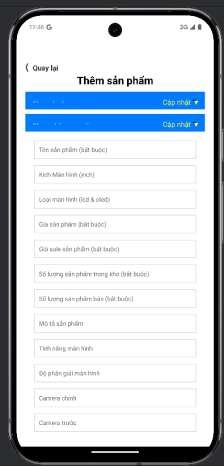 17:46 G
3G
Quay lại
Thêm sản phẩm
Cập nhật
Cập nhật
Tên sản phẩm (bắt buộc)
Kích Màn hình (inch)
Loại màn hình (lcd & oled)
Giá sản phẩm (bắt buộc)
Giá sale sản phẩm (bắt buộc)
Số lượng sản phẩm trong kho (bắt buộc)
Số lượng sản phẩm bán (bắt buộc)
Mô tả sản phẩm
Tính năng màn hình
Độ phân giải màn hình
Camera chính
Camera trước